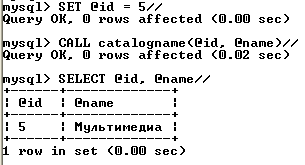 mysql> SET @id = 5//
Query OK, 0 rows affected (0.00 sec)
mysql> CALL catalogname(@id, @name)//
Query OK, 0 rows affected (0.02 sec)
mysql> SELECT @id, @name//
+------+-------------+
| @id | @name |
+------+-------------+
| 5 | Мультимедиа |
+------+-------------+
1 row in set (0.00 sec)